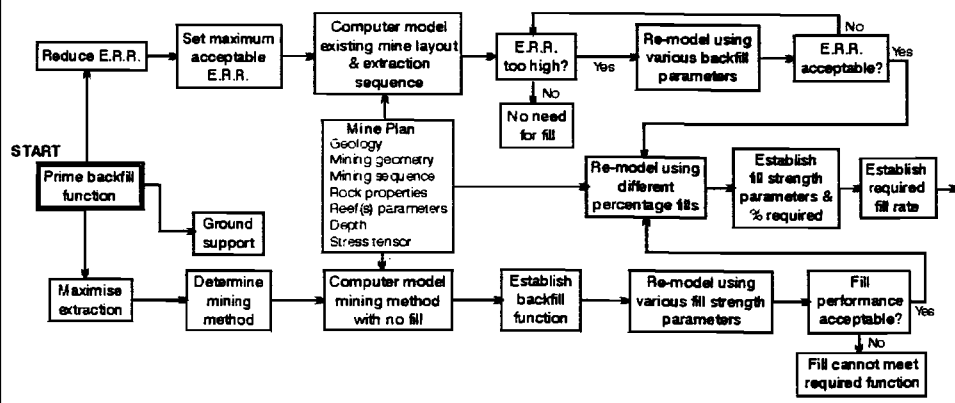 START
Prime backfill
function
Reduce E.R.R.
Set maximum
acceptable
E.R.R.
Computer model
existing mine layout
& extraction
sequence
E.R.R.
too high?
Yes
No
No need
for fill
Re-model using
various backfill
parameters
E.R.R.
acceptable?
No
Yes
Mine Plan
Geology
Mining geometry
Mining sequence
Rock properties
Reef(s) parameters
Depth
Stress tensor
Re-model using
different
percentage fills
Establish
fill strength
parameters &
% required
Establish
required
fill rate
Ground
support
Maximise
extraction
Determine
mining
method
Computer model
mining method
with no fill
Establish
backfill
function
Re-model using
various fill strength
parameters
Fill
performance
acceptable?
Yes
No
Fill cannot meet
required function